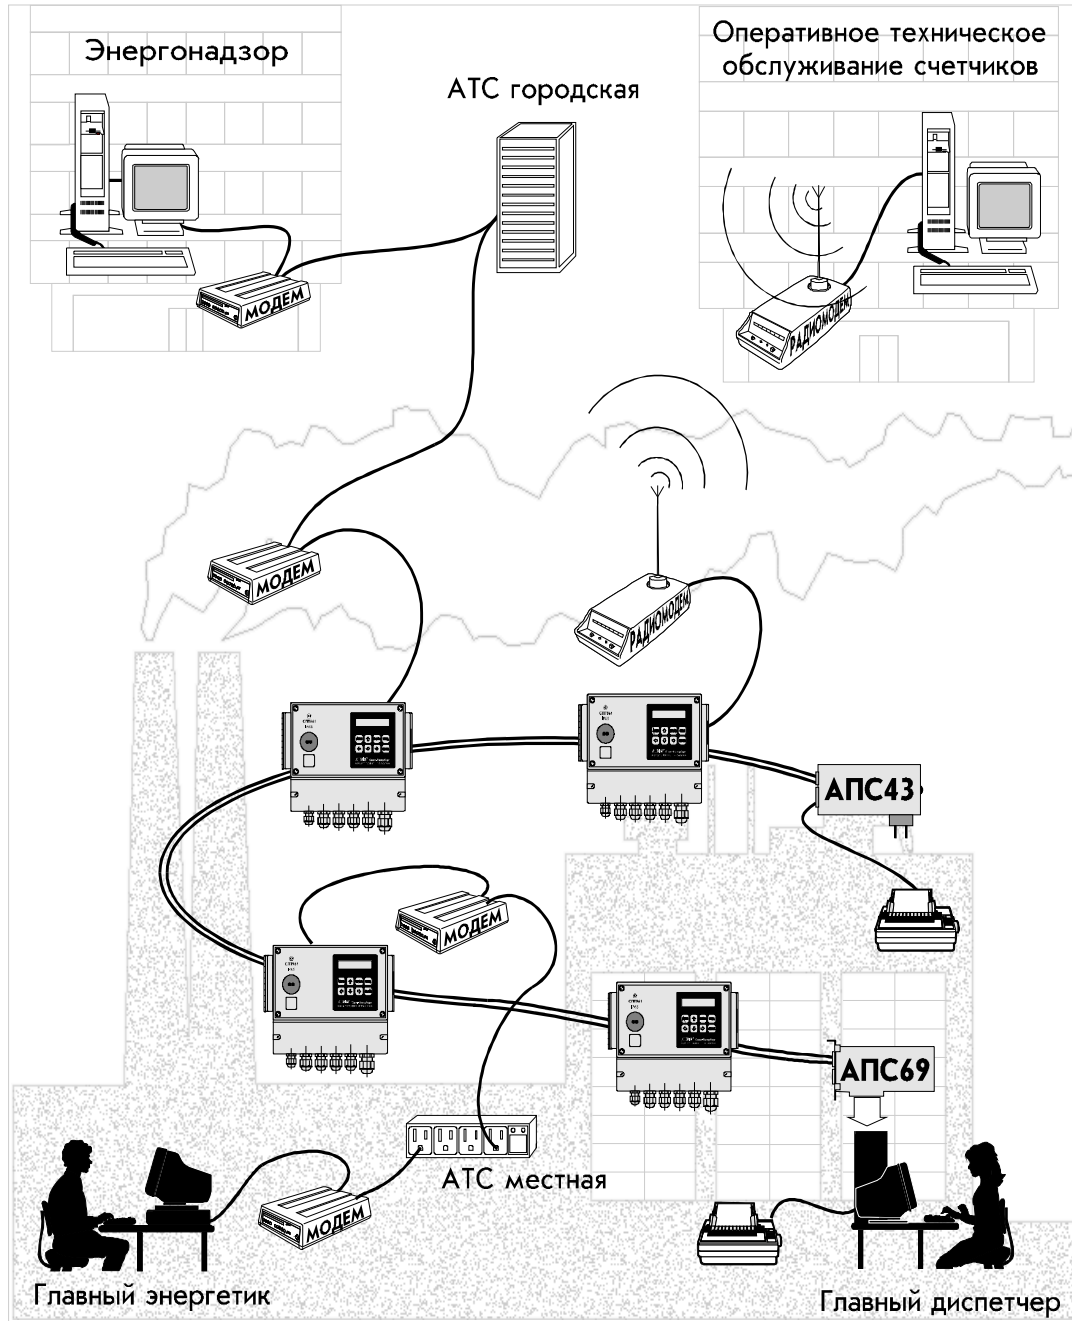 Энергонадзор
Оперативное техническое
обслуживание счетчиков
АТС городская
МОДЕМ
РАДИОМОДЕМ
МОДЕМ
РАДИОМОДЕМ
АПС43
МОДЕМ
АПС69
АТС местная
МОДЕМ
Главный энергетик
Главный диспетчер